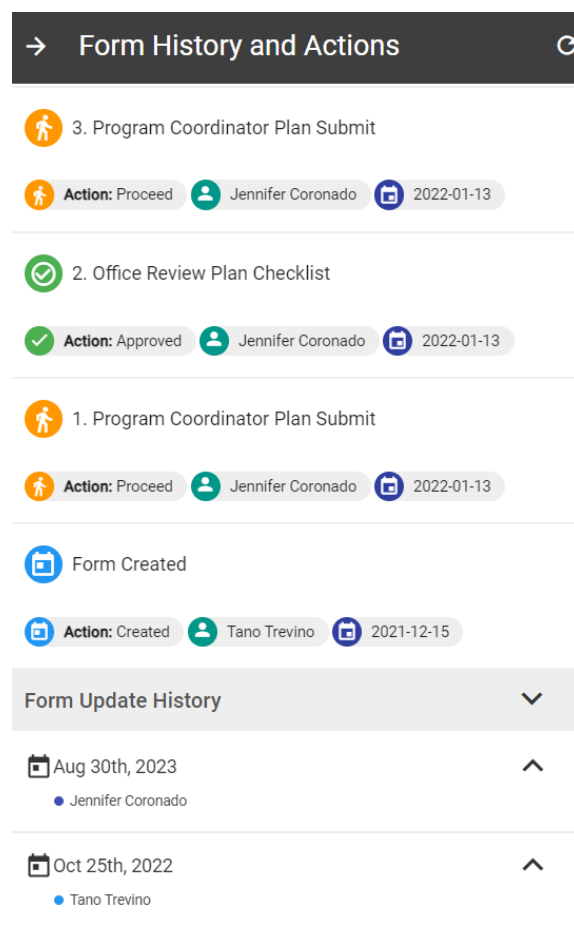 Form History and Actions
3. Program Coordinator Plan Submit
Action: Proceed Jennifer Coronado 2022-01-13
2. Office Review Plan Checklist
Action: Approved Jennifer Coronado 2022-01-13
1. Program Coordinator Plan Submit
Action: Proceed Jennifer Coronado 2022-01-13
Form Created
Action: Created Tano Trevino 2021-12-15
Form Update History
Aug 30th, 2023
Jennifer Coronado
Oct 25th, 2022
Tano Trevino